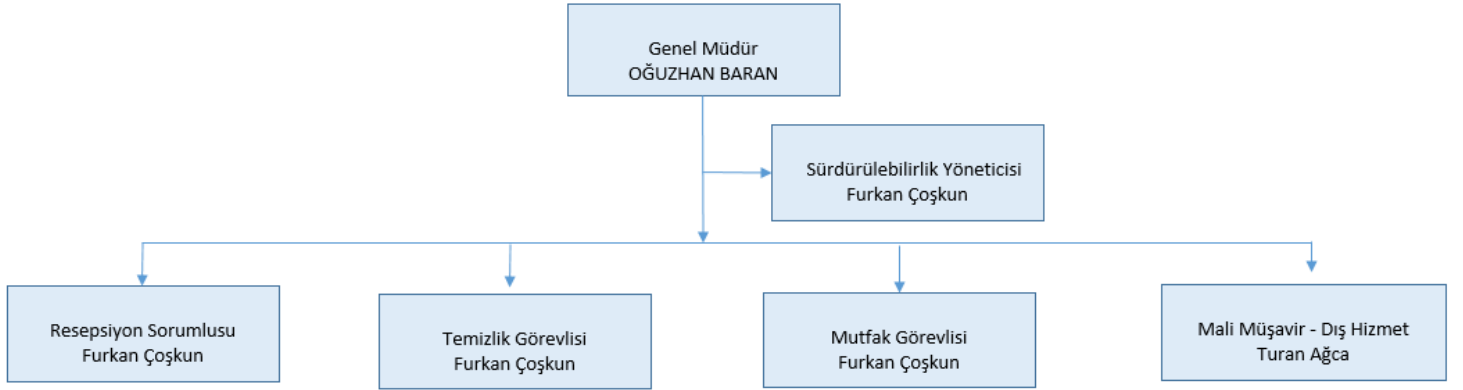 Genel Müdür
OĞUZHAN BARAN
Sürdürülebilirlik Yöneticisi
Furkan Çoşkun
Resepsiyon Sorumlusu
Furkan Çoşkun
Temizlik Görevlisi
Furkan Çoşkun
Mutfak Görevlisi
Furkan Çoşkun
Mali Müşavir - Dış Hizmet
Turan Ağca